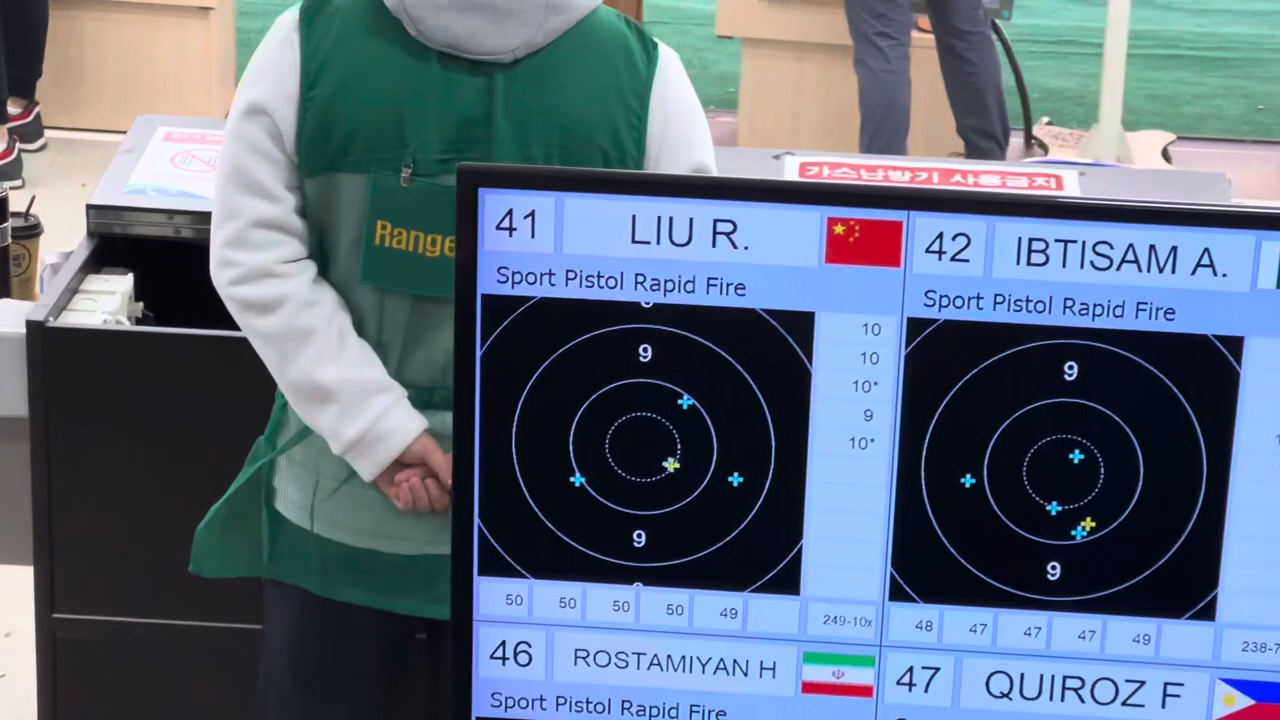 가스난방기 사용금지
Range
41 LIU R.
Sport Pistol Rapid Fire
9
9
10
10
10*
9
10*
50 50 50 50 49 249-10x
42 IBTISAM A.
Sport Pistol Rapid Fire
9
9
48 47 47 47 49 238-7
46 ROSTAMIYAN H
Sport Pistol Rapid Fire
47 QUIROZ F